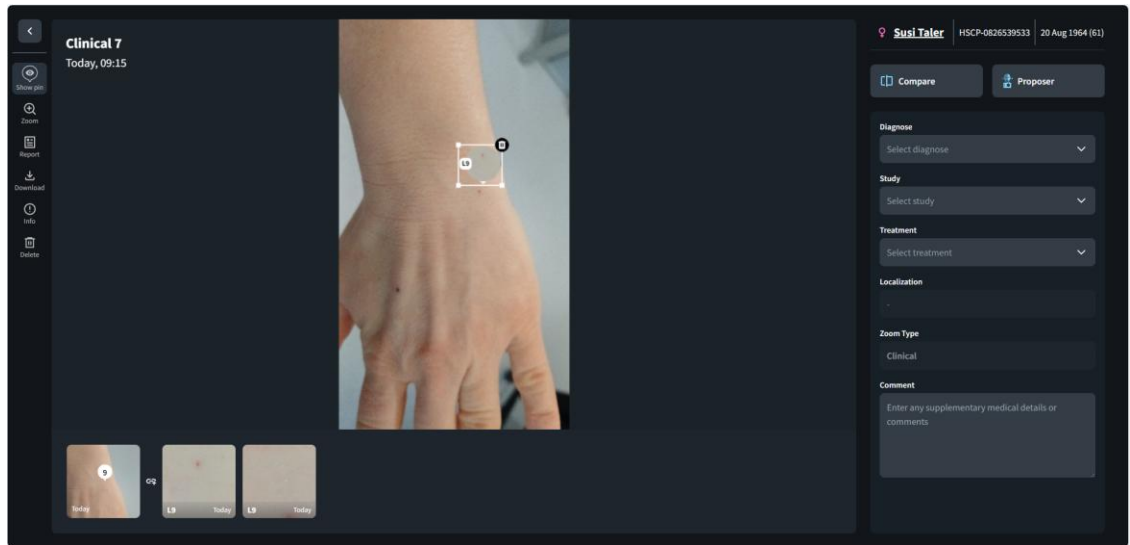 Clinical 7
Today, 09:15
Show pin
Zoom
Report
Download
Info
Delete
L9
9
Today
L9 Today
L9 Today
Susi Taler HSCP-0826539533 20 Aug 1964 (61)
Compare Proposer
Diagnose
Select diagnose
Study
Select study
Treatment
Select treatment
Localization
-
Zoom Type
Clinical
Comment
Enter any supplementary medical details or
comments